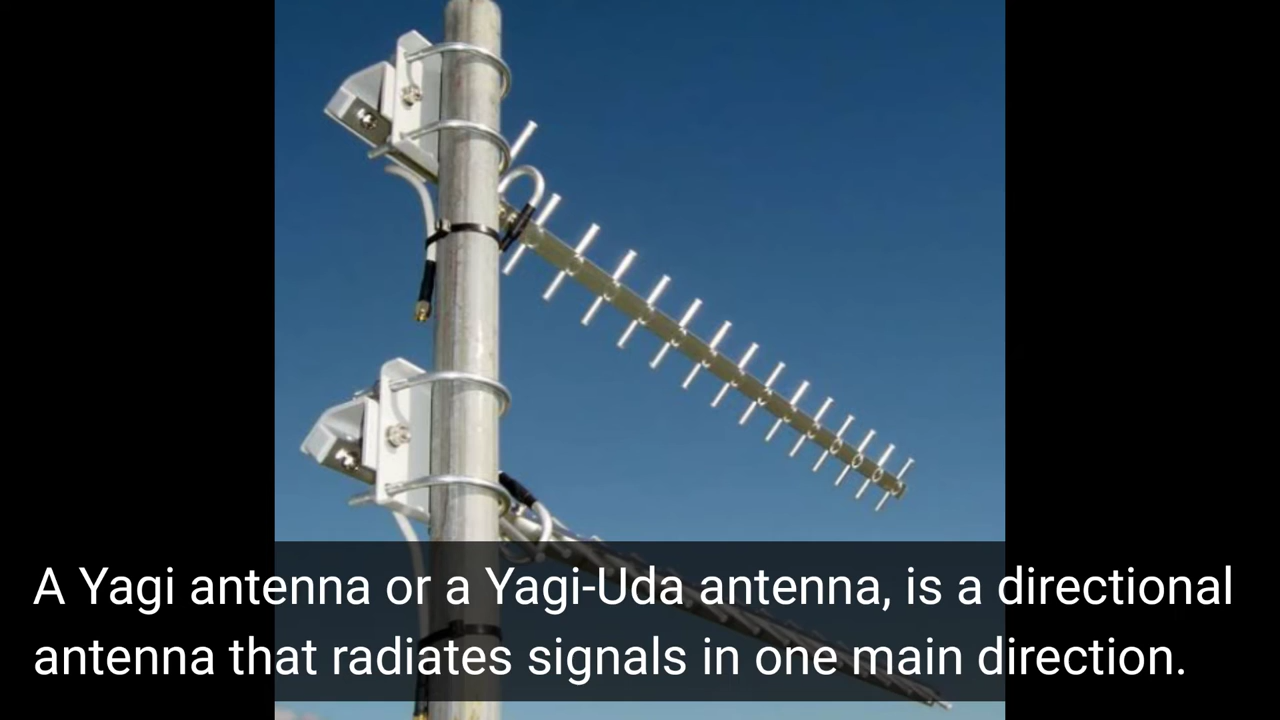 A Yagi antenna or a Yagi-Uda antenna, is a directional
antenna that radiates signals in one main direction.